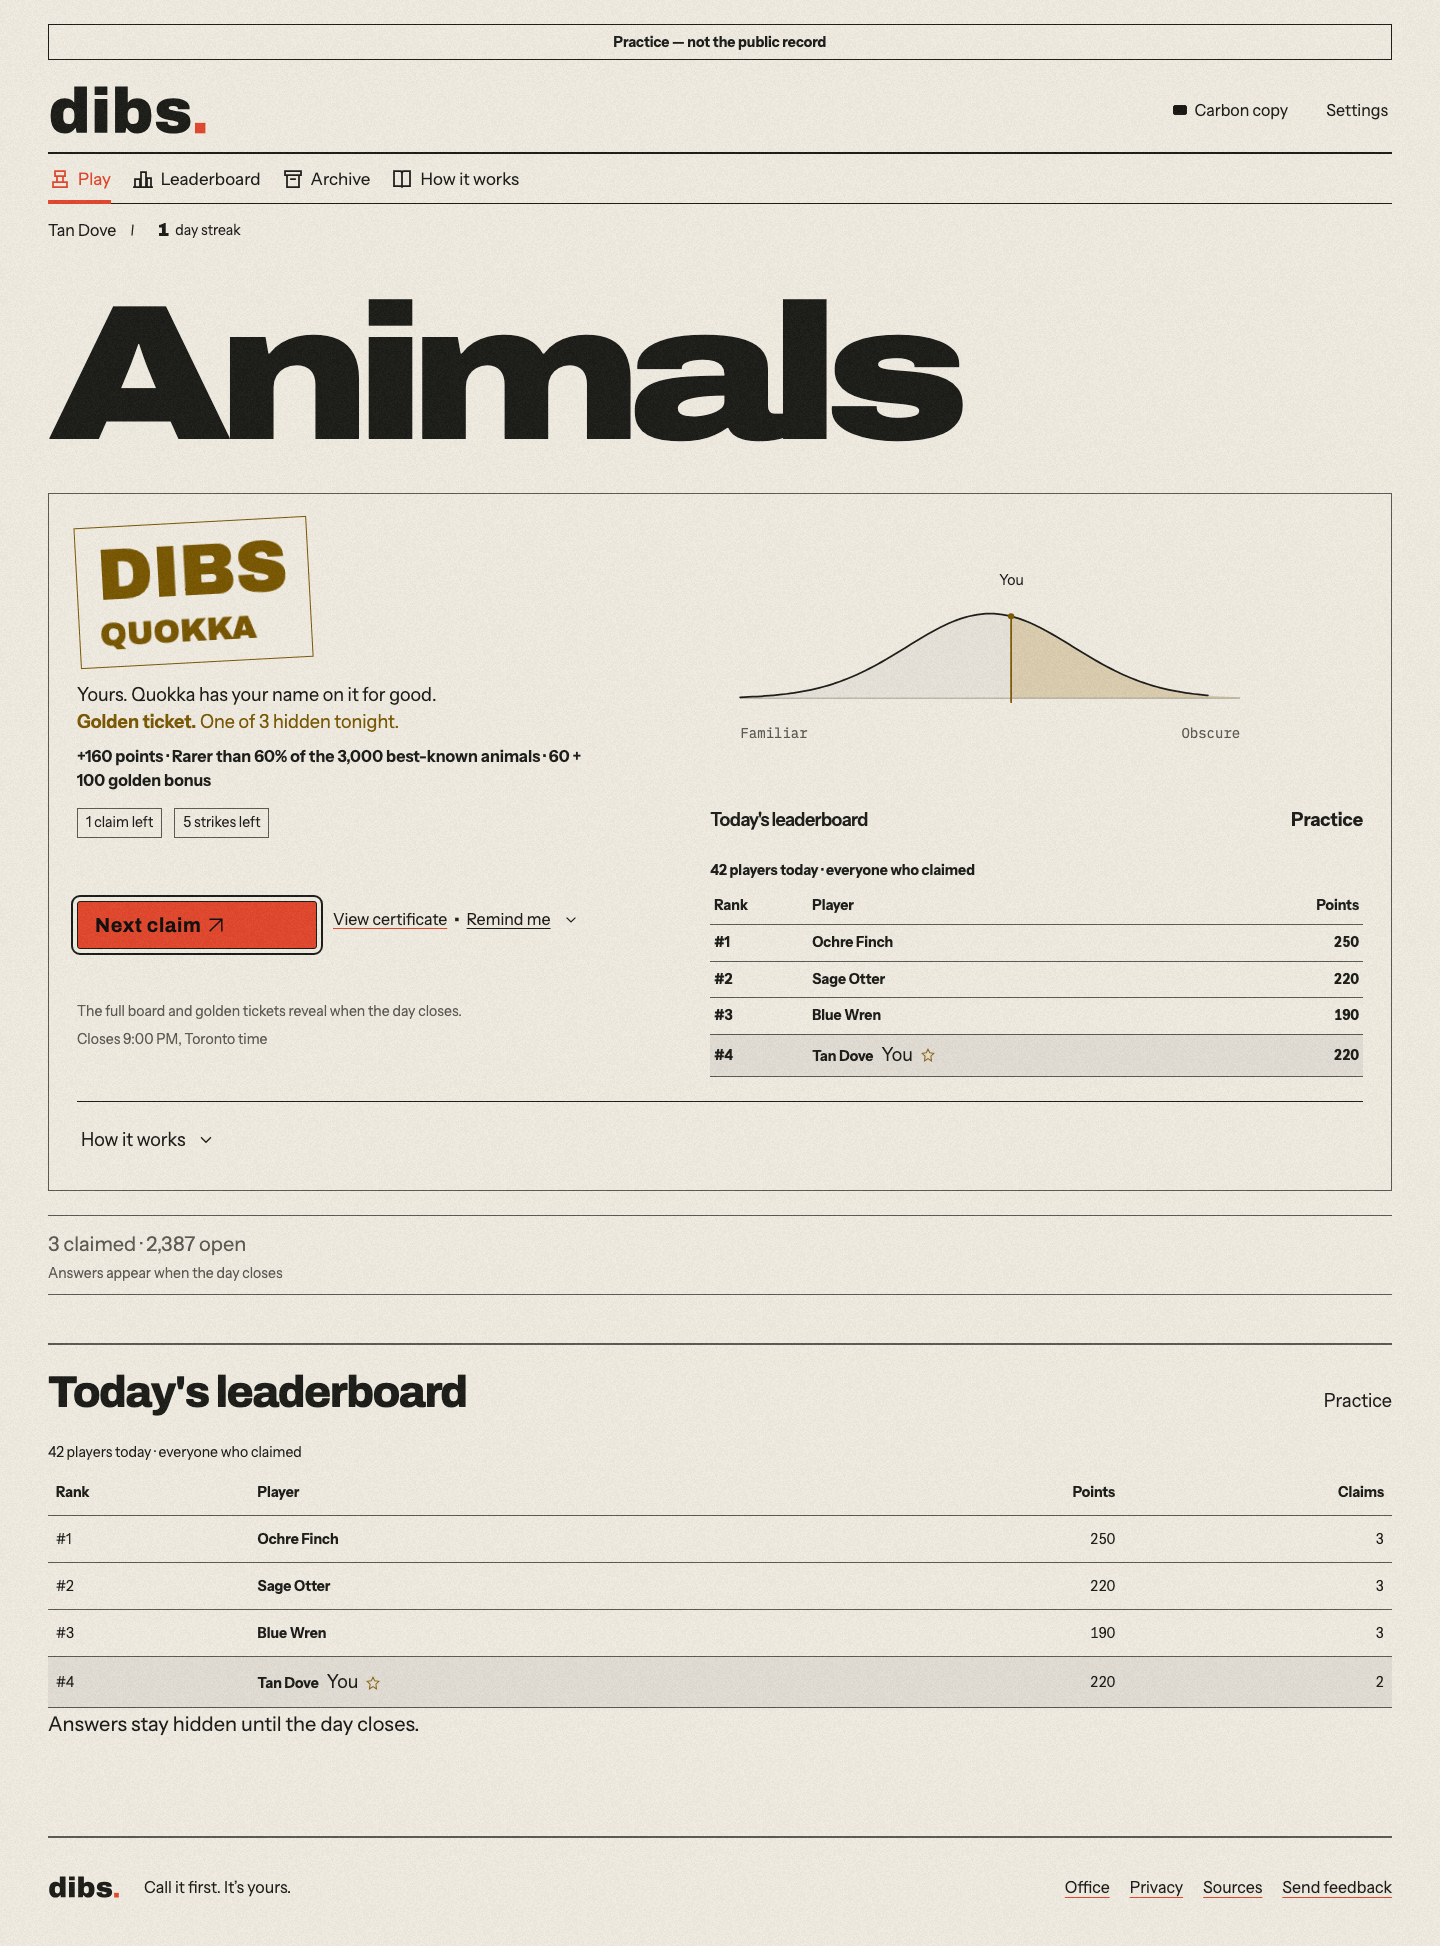 Practice — not the public record
dibs.
Carbon copy Settings
Play Leaderboard Archive How it works
Tan Dove / 1 day streak
Animals
DIBS
QUOKKA
Yours. Quokka has your name on it for good.
Golden ticket. One of 3 hidden tonight.
+160 points · Rarer than 60% of the 3,000 best-known animals · 60 +
100 golden bonus
1 claim left 5 strikes left
Next claim View certificate · Remind me
The full board and golden tickets reveal when the day closes.
Closes 9:00 PM, Toronto time
You
Familiar Obscure
Today's leaderboard Practice
42 players today · everyone who claimed
Rank Player Points
#1 Ochre Finch 250
#2 Sage Otter 220
#3 Blue Wren 190
#4 Tan Dove You 220
How it works
3 claimed · 2,387 open
Answers appear when the day closes
Today's leaderboard Practice
42 players today · everyone who claimed
Rank Player Points Claims
#1 Ochre Finch 250 3
#2 Sage Otter 220 3
#3 Blue Wren 190 3
#4 Tan Dove You 220 2
Answers stay hidden until the day closes.
dibs. Call it first. It’s yours.
Office Privacy Sources Send feedback